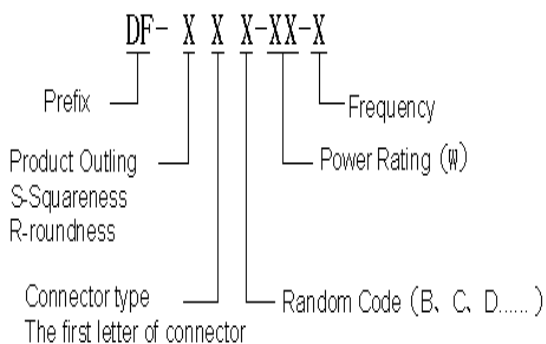 DF- X X X-XX-X
Prefix
Frequency
Product Outling
S-Squareness
R-roundness
Power Rating (W)
Connector type
The first letter of connector
Random Code (B、C、D......)